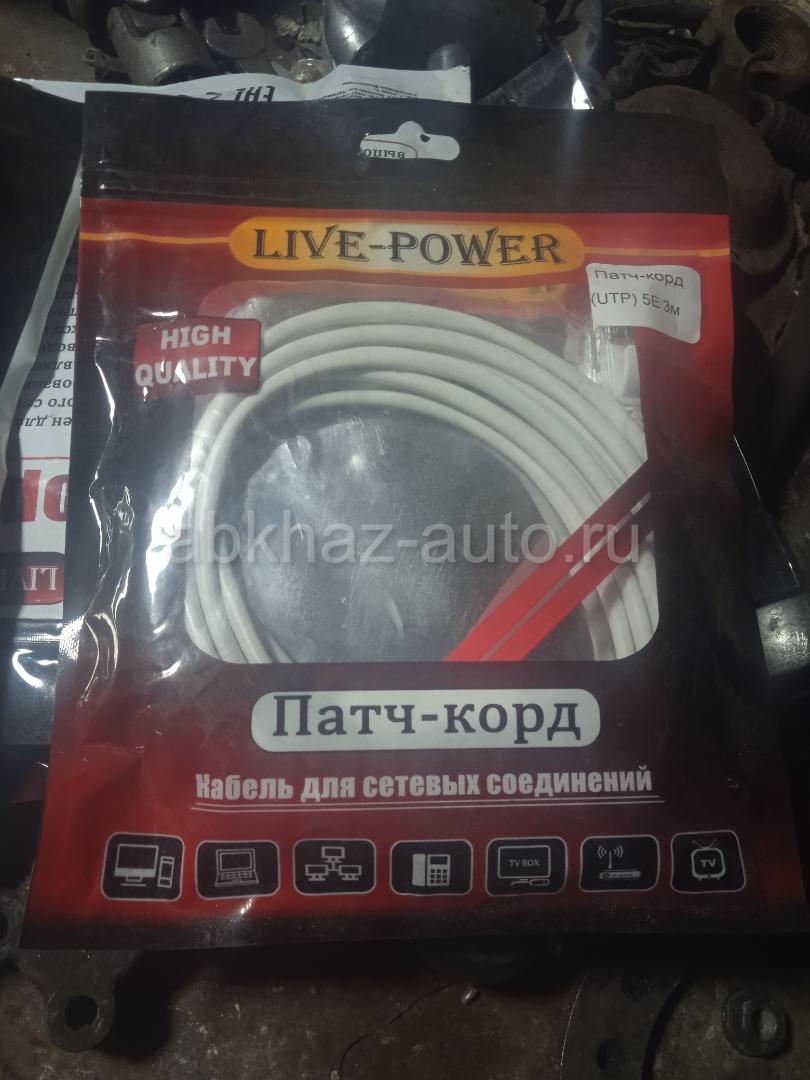 ЕАС
LIVE-POWER
Патч-корд
(UTP) 5E 3м
HIGH
QUALITY
abkhaz-auto.ru
Патч-корд
Кабель для сетевых соединений
TV BOX
TV